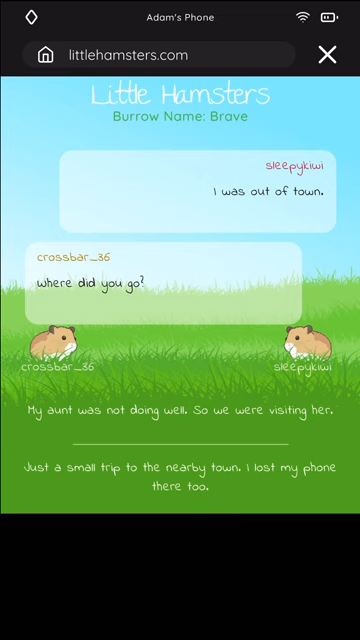 Adam's Phone
littlehamsters.com
Little Hamsters
Burrow Name: Brave
sleepykiwi
I was out of town.
crossbar_36
Where did you go?
crossbar_36
sleepykiwi
My aunt was not doing well. So we were visiting her.
Just a small trip to the nearby town. I lost my phone
there too.